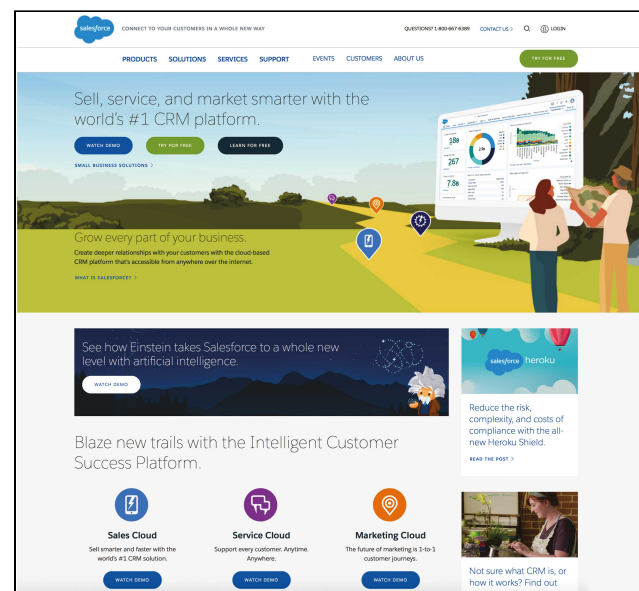 salesforce
CONNECT TO YOUR CUSTOMERS IN A WHOLE NEW WAY
QUESTIONS? 1-800-667-6389
CONTACT US >
LOGIN
PRODUCTS
SOLUTIONS
SERVICES
SUPPORT
EVENTS
CUSTOMERS
ABOUT US
TRY FOR FREE
Sell, service, and market smarter with the
world's #1 CRM platform.
WATCH DEMO
TRY FOR FREE
LEARN FOR FREE
SMALL BUSINESS SOLUTIONS >
188
267
7.8
Grow every part of your business.
Create deeper relationships with your customers with the cloud-based
CRM platform that's accessible from anywhere over the internet.
WHAT IS SALESFORCE? >
See how Einstein takes Salesforce to a whole new
level with artificial intelligence.
WATCH DEMO
salesforce heroku
Reduce the risk,
complexity, and costs of
compliance with the all-
new Heroku Shield.
READ THE POST >
Blaze new trails with the Intelligent Customer
Success Platform.
Sales Cloud
Sell smarter and faster with the
world's #1 CRM solution.
WATCH DEMO
Service Cloud
Support every customer. Anytime.
Anywhere.
WATCH DEMO
Marketing Cloud
The future of marketing is 1-to-1
customer journeys.
WATCH DEMO
Not sure what CRM is, or
how it works? Find out